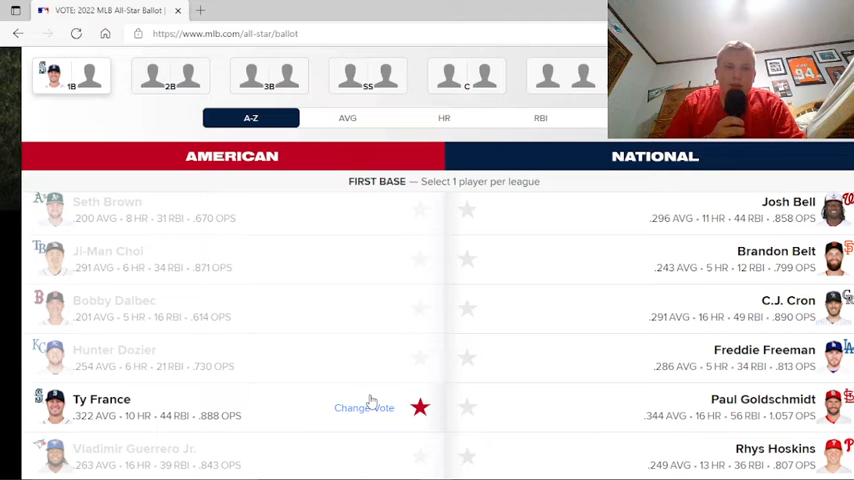 VOTE: 2022 MLB All-Star Ballot |
https://www.mlb.com/all-star/ballot
1B
2B
3B
SS
C
A-Z
AVG
HR
RBI
AMERICAN
NATIONAL
FIRST BASE — Select 1 player per league
Seth Brown
.200 AVG • 8 HR • 31 RBI • .670 OPS
Josh Bell
.296 AVG • 11 HR • 44 RBI • .858 OPS
Ji-Man Choi
.291 AVG • 6 HR • 34 RBI • .871 OPS
Brandon Belt
.243 AVG • 5 HR • 12 RBI • .799 OPS
Bobby Dalbec
.201 AVG • 5 HR • 16 RBI • .614 OPS
C.J. Cron
.291 AVG • 16 HR • 49 RBI • .890 OPS
Hunter Dozier
.254 AVG • 6 HR • 21 RBI • .730 OPS
Freddie Freeman
.286 AVG • 5 HR • 34 RBI • .813 OPS
Ty France
.322 AVG • 10 HR • 44 RBI • .888 OPS
Change Vote
Paul Goldschmidt
.344 AVG • 16 HR • 56 RBI • 1.057 OPS
Vladimir Guerrero Jr.
.263 AVG • 16 HR • 39 RBI • .843 OPS
Rhys Hoskins
.249 AVG • 13 HR • 36 RBI • .807 OPS
94